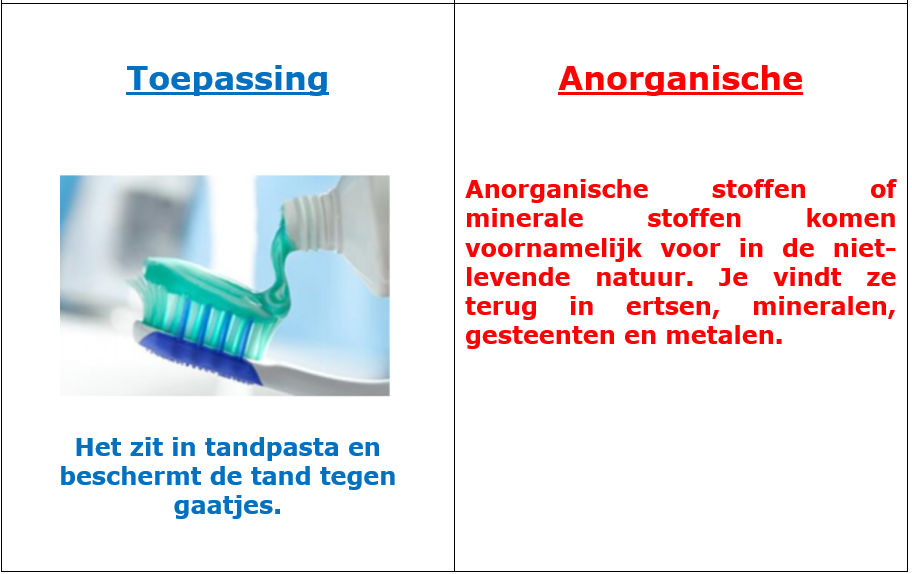 Toepassing
Het zit in tandpasta en
beschermt de tand tegen
gaatjes.
Anorganische
Anorganische stoffen of
minerale stoffen komen
voornamelijk voor in de niet-
levende natuur. Je vindt ze
terug in ertsen, mineralen,
gesteenten en metalen.